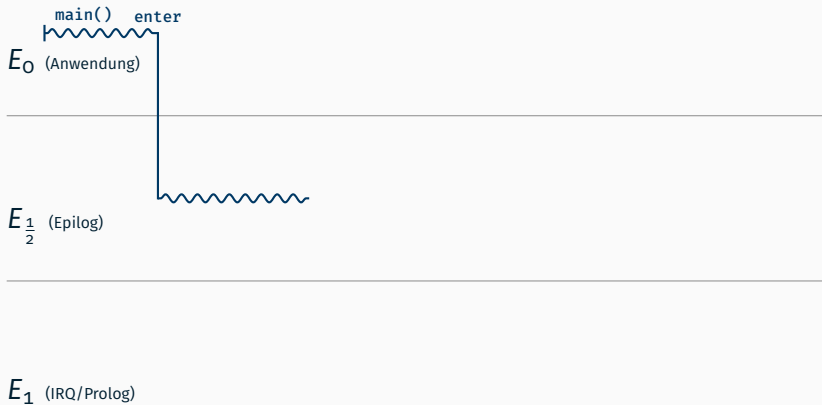 main() enter
E0 (Anwendung)
E1/2 (Epilog)
E1 (IRQ/Prolog)